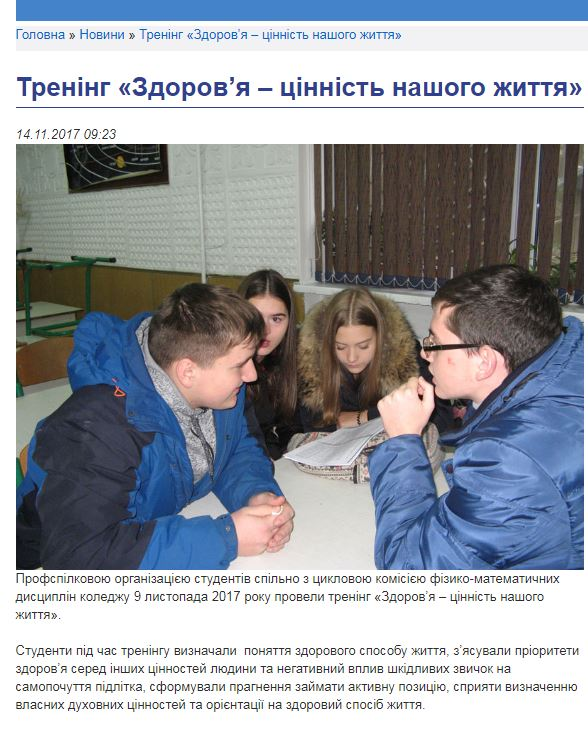 Головна » Новини » Тренінг «Здоров’я – цінність нашого життя»
Тренінг «Здоров’я – цінність нашого життя»
14.11.2017 09:23
Профспілковою організацією студентів спільно з цикловою комісією фізико-математичних
дисциплін коледжу 9 листопада 2017 року провели тренінг «Здоров’я – цінність нашого
життя».
Студенти під час тренінгу визначали  поняття здорового способу життя, з’ясували пріоритети
здоров’я серед інших цінностей людини та негативний вплив шкідливих звичок на
самопочуття підлітка, сформували прагнення займати активну позицію, сприяти визначенню
власних духовних цінностей та орієнтації на здоровий спосіб життя.